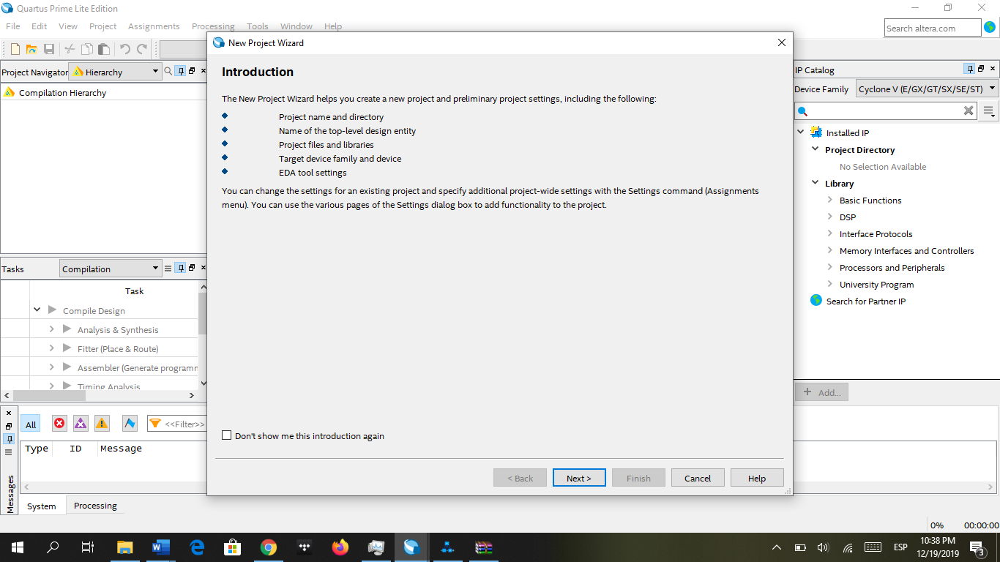 Quartus Prime Lite Edition
File Edit View Project Assignments Processing Tools Window Help
Search altera.com
New Project Wizard
Project Navigator Hierarchy
Compilation Hierarchy
Introduction
The New Project Wizard helps you create a new project and preliminary project settings, including the following:
Project name and directory
Name of the top-level design entity
Project files and libraries
Target device family and device
EDA tool settings
You can change the settings for an existing project and specify additional project-wide settings with the Settings command (Assignments
menu). You can use the various pages of the Settings dialog box to add functionality to the project.
Don't show me this introduction again
< Back Next > Finish Cancel Help
IP Catalog
Device Family Cyclone V (E/GX/GT/SX/SE/ST)
Installed IP
Project Directory
No Selection Available
Library
Basic Functions
DSP
Interface Protocols
Memory Interfaces and Controllers
Processors and Peripherals
University Program
Search for Partner IP
+ Add...
Tasks Compilation
Task
Compile Design
Analysis & Synthesis
Fitter (Place & Route)
Assembler (Generate programm
Timing Analysis
All <<Filter>>
Type ID Message
Messages
System Processing
0% 00:00:00
ESP
10:38 PM
12/19/2019
3